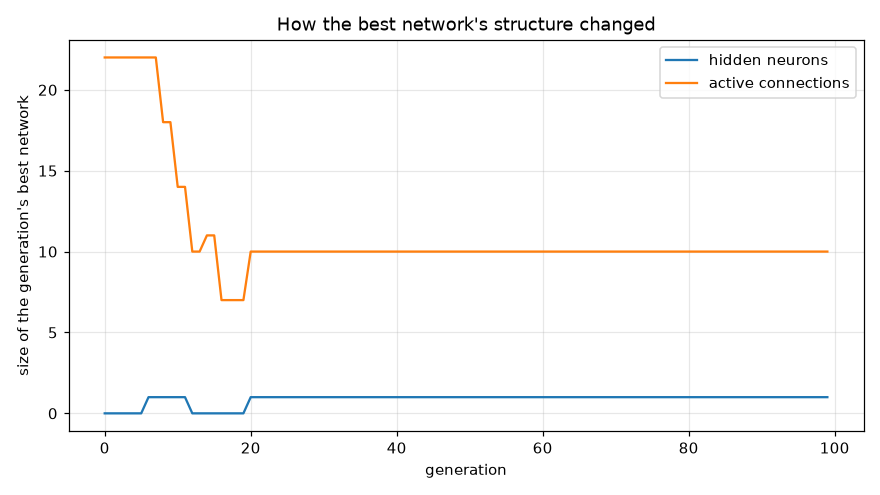 How the best network's structure changed
hidden neurons
active connections
size of the generation's best network
20
15
10
5
0
0 20 40 60 80 100
generation